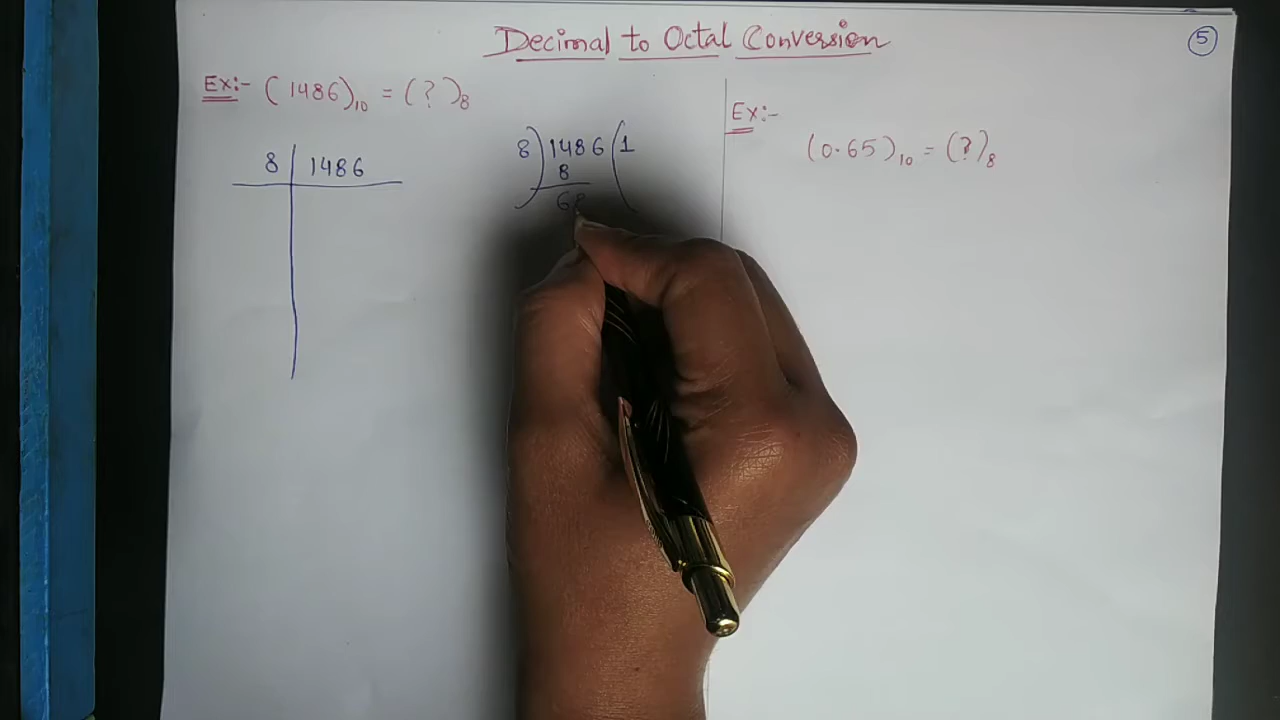 Decimal to Octal Conversion
5
Ex:- (1486)10 = (?)8
8 | 1486
8 ) 1486 ( 1
8
68
Ex:-
(0.65)10 = (?)8